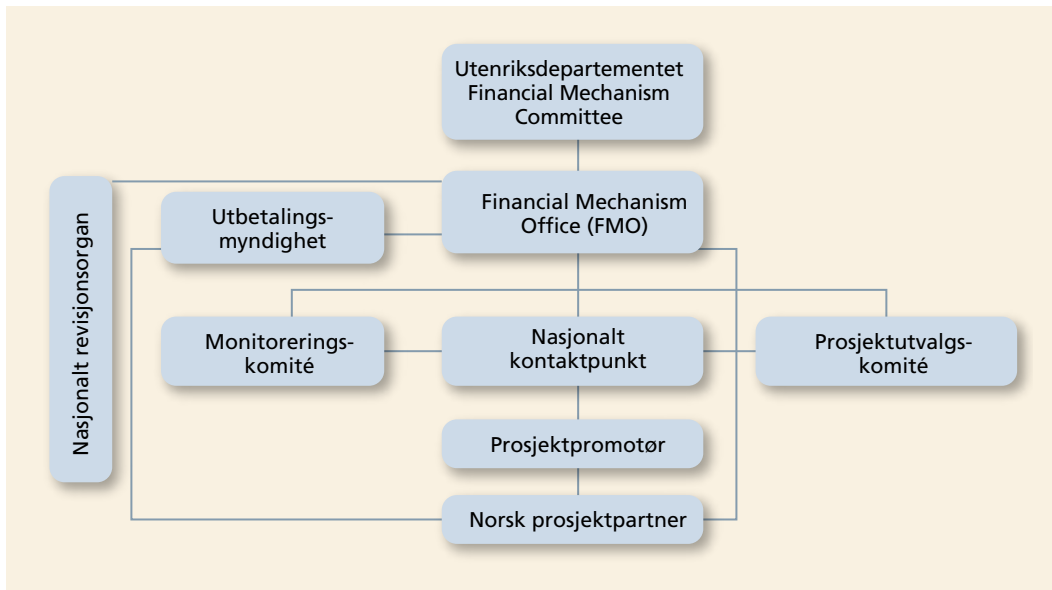 Utenriksdepartementet
Financial Mechanism
Committee
Nasjonalt revisjonsorgan
Utbetalings-
myndighet
Financial Mechanism
Office (FMO)
Monitorerings-
komité
Nasjonalt
kontaktpunkt
Prosjektutvalgs-
komité
Prosjektpromotør
Norsk prosjektpartner